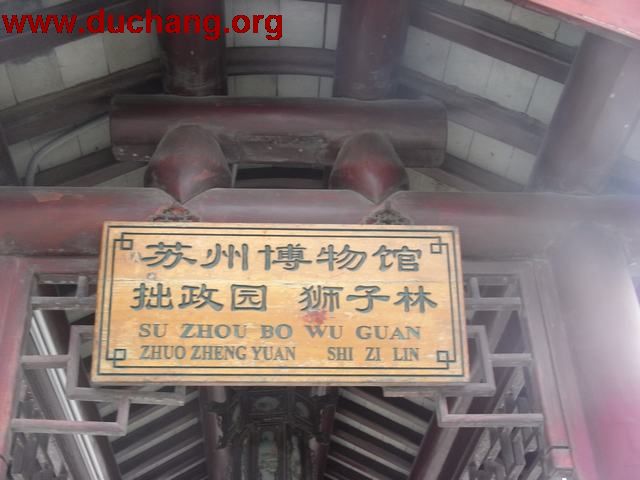 www.duchang.org
苏州博物馆
拙政园 狮子林
SU ZHOU BO WU GUAN
ZHUO ZHENG YUAN SHI ZI LIN